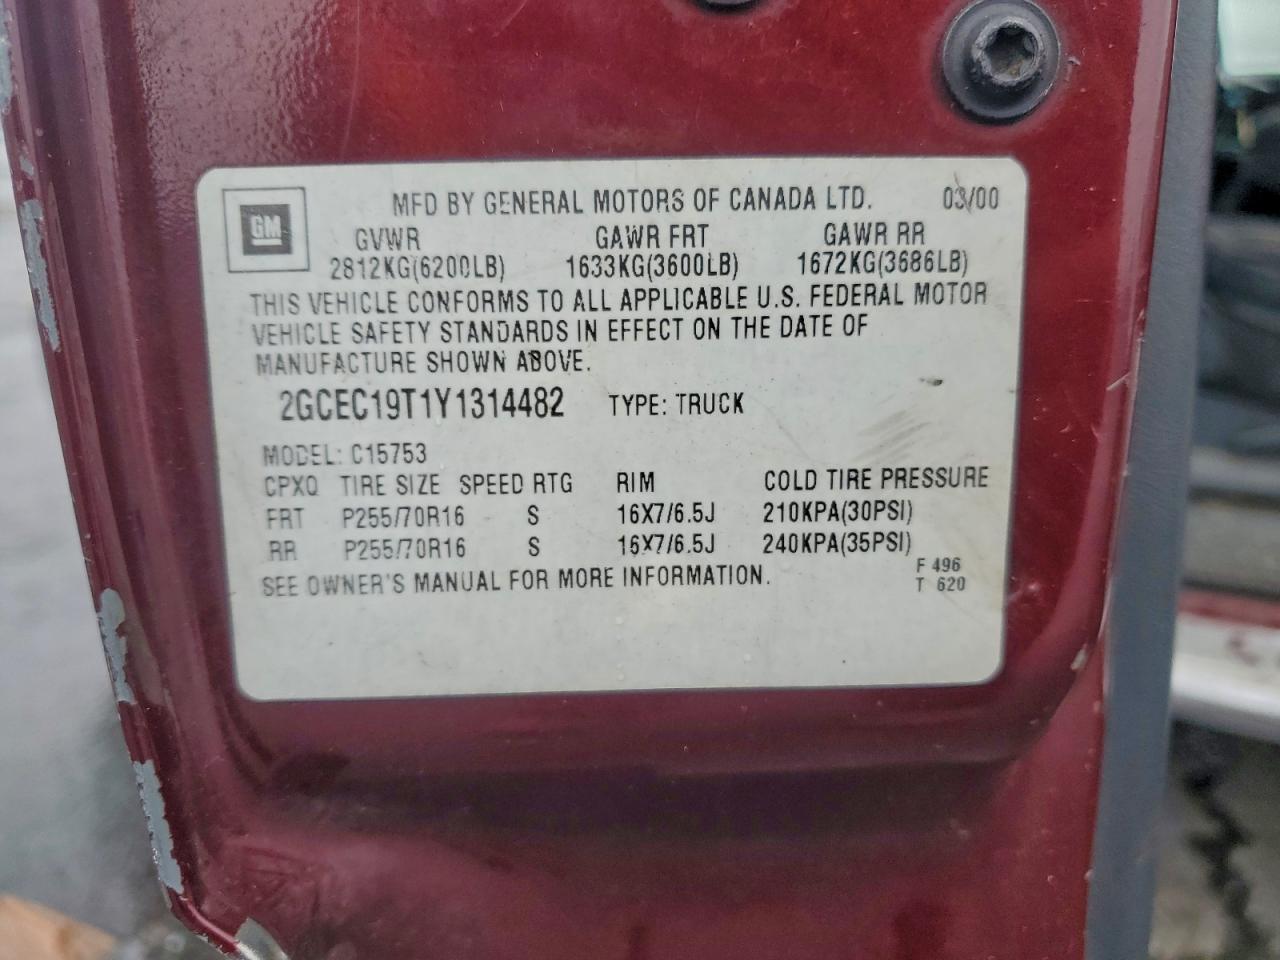 GM
MFD BY GENERAL MOTORS OF CANADA LTD. 03/00
GVWR GAWR FRT GAWR RR
2812KG(6200LB) 1633KG(3600LB) 1672KG(3686LB)
THIS VEHICLE CONFORMS TO ALL APPLICABLE U.S. FEDERAL MOTOR
VEHICLE SAFETY STANDARDS IN EFFECT ON THE DATE OF
MANUFACTURE SHOWN ABOVE.
2GCEC19T1Y1314482 TYPE: TRUCK
MODEL: C15753
CPXQ TIRE SIZE SPEED RTG RIM COLD TIRE PRESSURE
FRT P255/70R16 S 16X7/6.5J 210KPA(30PSI)
RR P255/70R16 S 16X7/6.5J 240KPA(35PSI)
SEE OWNER'S MANUAL FOR MORE INFORMATION.
F 496
T 620